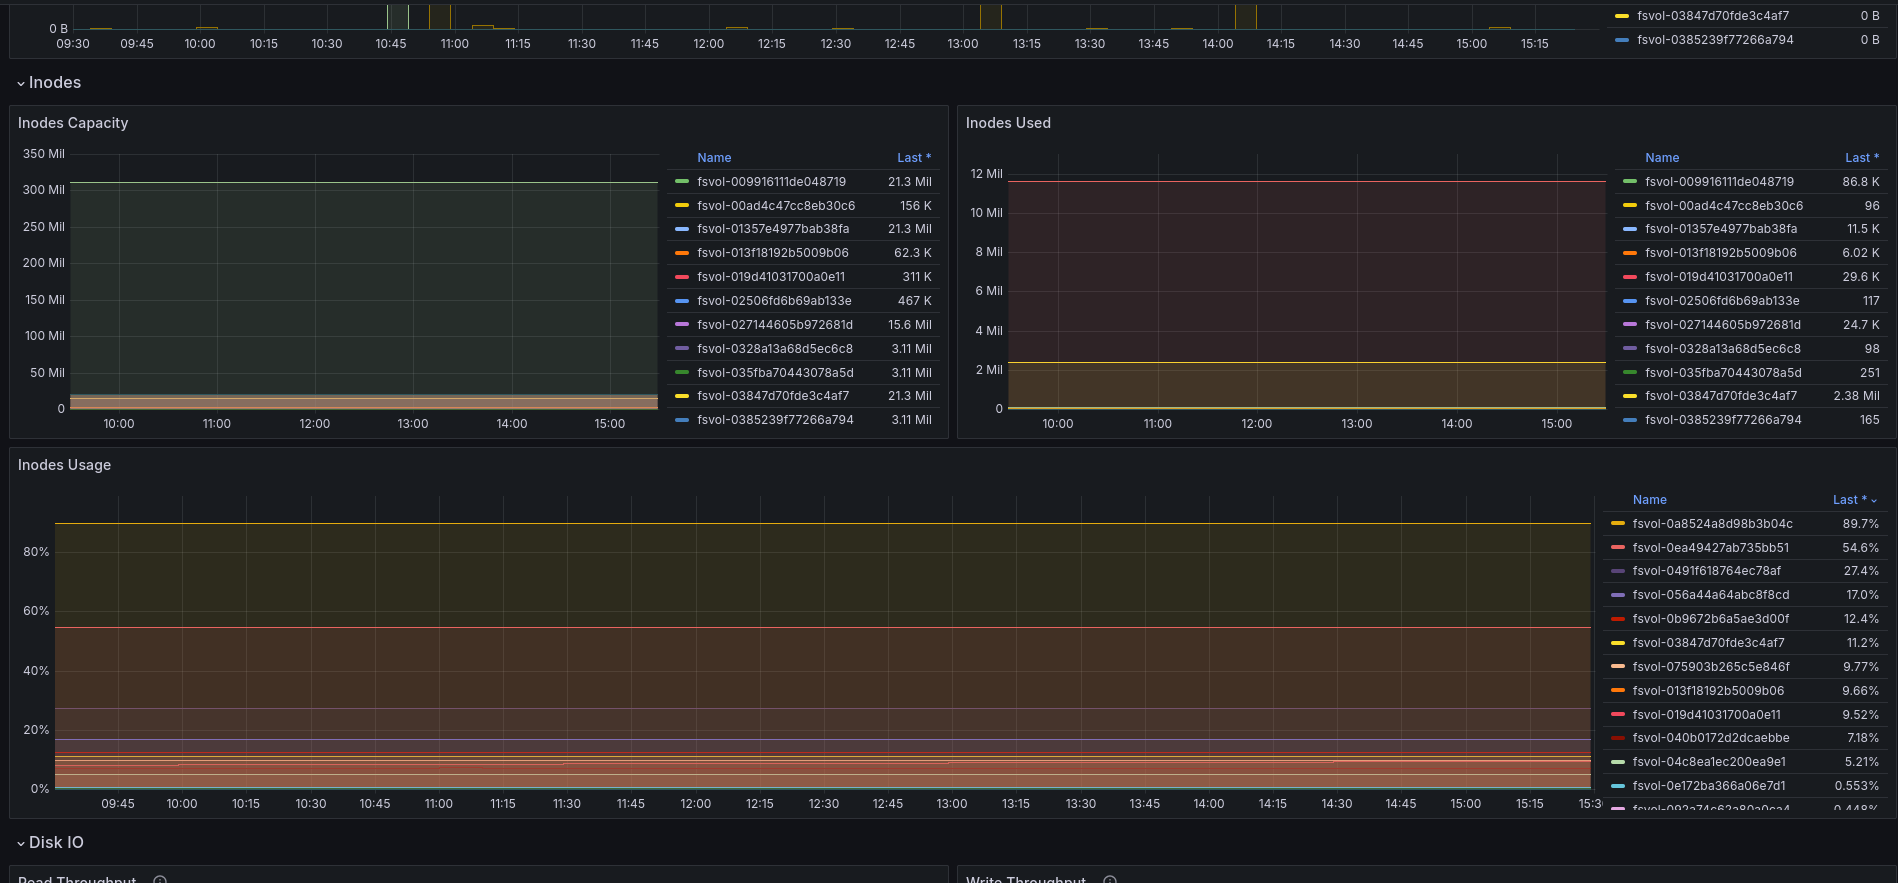 0 B
09:30 09:45 10:00 10:15 10:30 10:45 11:00 11:15 11:30 11:45 12:00 12:15 12:30 12:45 13:00 13:15 13:30 13:45 14:00 14:15 14:30 14:45 15:00 15:15
fsvol-03847d70fde3c4af7 0 B
fsvol-0385239f77266a794 0 B
Inodes
Inodes Capacity
350 Mil
300 Mil
250 Mil
200 Mil
150 Mil
100 Mil
50 Mil
0
10:00 11:00 12:00 13:00 14:00 15:00
Name Last *
fsvol-009916111de048719 21.3 Mil
fsvol-00ad4c47cc8eb30c6 156 K
fsvol-01357e4977bab38fa 21.3 Mil
fsvol-013f18192b5009b06 62.3 K
fsvol-019d41031700a0e11 311 K
fsvol-02506fd6b69ab133e 467 K
fsvol-027144605b972681d 15.6 Mil
fsvol-0328a13a68d5ec6c8 3.11 Mil
fsvol-035fba70443078a5d 3.11 Mil
fsvol-03847d70fde3c4af7 21.3 Mil
fsvol-0385239f77266a794 3.11 Mil
Inodes Used
12 Mil
10 Mil
8 Mil
6 Mil
4 Mil
2 Mil
0
10:00 11:00 12:00 13:00 14:00 15:00
Name Last *
fsvol-009916111de048719 86.8 K
fsvol-00ad4c47cc8eb30c6 96
fsvol-01357e4977bab38fa 11.5 K
fsvol-013f18192b5009b06 6.02 K
fsvol-019d41031700a0e11 29.6 K
fsvol-02506fd6b69ab133e 117
fsvol-027144605b972681d 24.7 K
fsvol-0328a13a68d5ec6c8 98
fsvol-035fba70443078a5d 251
fsvol-03847d70fde3c4af7 2.38 Mil
fsvol-0385239f77266a794 165
Inodes Usage
80%
60%
40%
20%
0%
09:45 10:00 10:15 10:30 10:45 11:00 11:15 11:30 11:45 12:00 12:15 12:30 12:45 13:00 13:15 13:30 13:45 14:00 14:15 14:30 14:45 15:00 15:15 15:30
Name Last *
fsvol-0a8524a8d98b3b04c 89.7%
fsvol-0ea49427ab735bb51 54.6%
fsvol-0491f618764ec78af 27.4%
fsvol-056a44a64abc8f8cd 17.0%
fsvol-0b9672b6a5ae3d00f 12.4%
fsvol-03847d70fde3c4af7 11.2%
fsvol-075903b265c5e846f 9.77%
fsvol-013f18192b5009b06 9.66%
fsvol-019d41031700a0e11 9.52%
fsvol-040b0172d2dcaebbe 7.18%
fsvol-04c8ea1ec200ea9e1 5.21%
fsvol-0e172ba366a06e7d1 0.553%
Disk IO
Read Throughput
Write Throughput